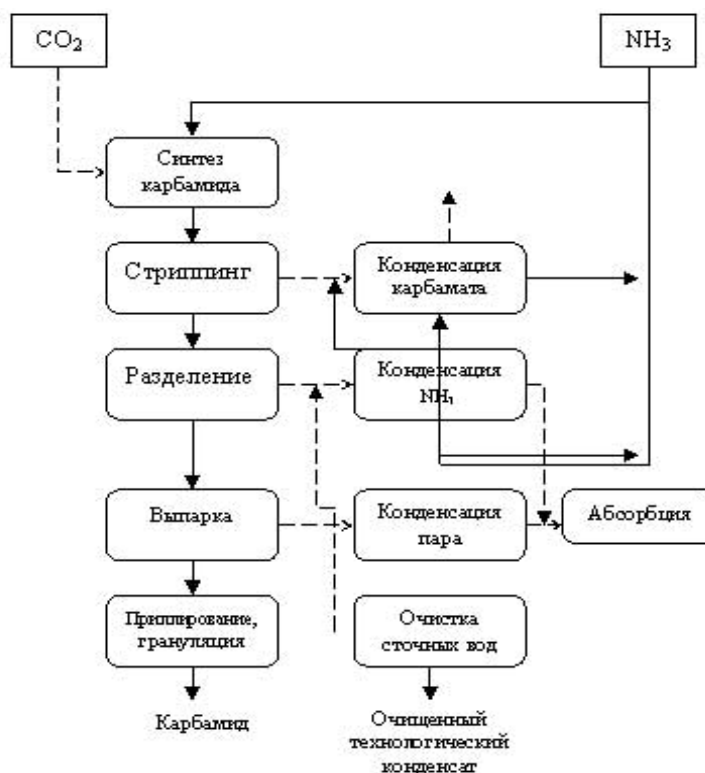 CO₂
NH₃
Синтез
карбамида
Стриппинг
Конденсация
карбамата
Разделение
Конденсация
NH₃
Выпарка
Конденсация
пара
Абсорбция
Приллирование,
грануляция
Очистка
сточных вод
Карбамид
Очищенный
технологический
конденсат